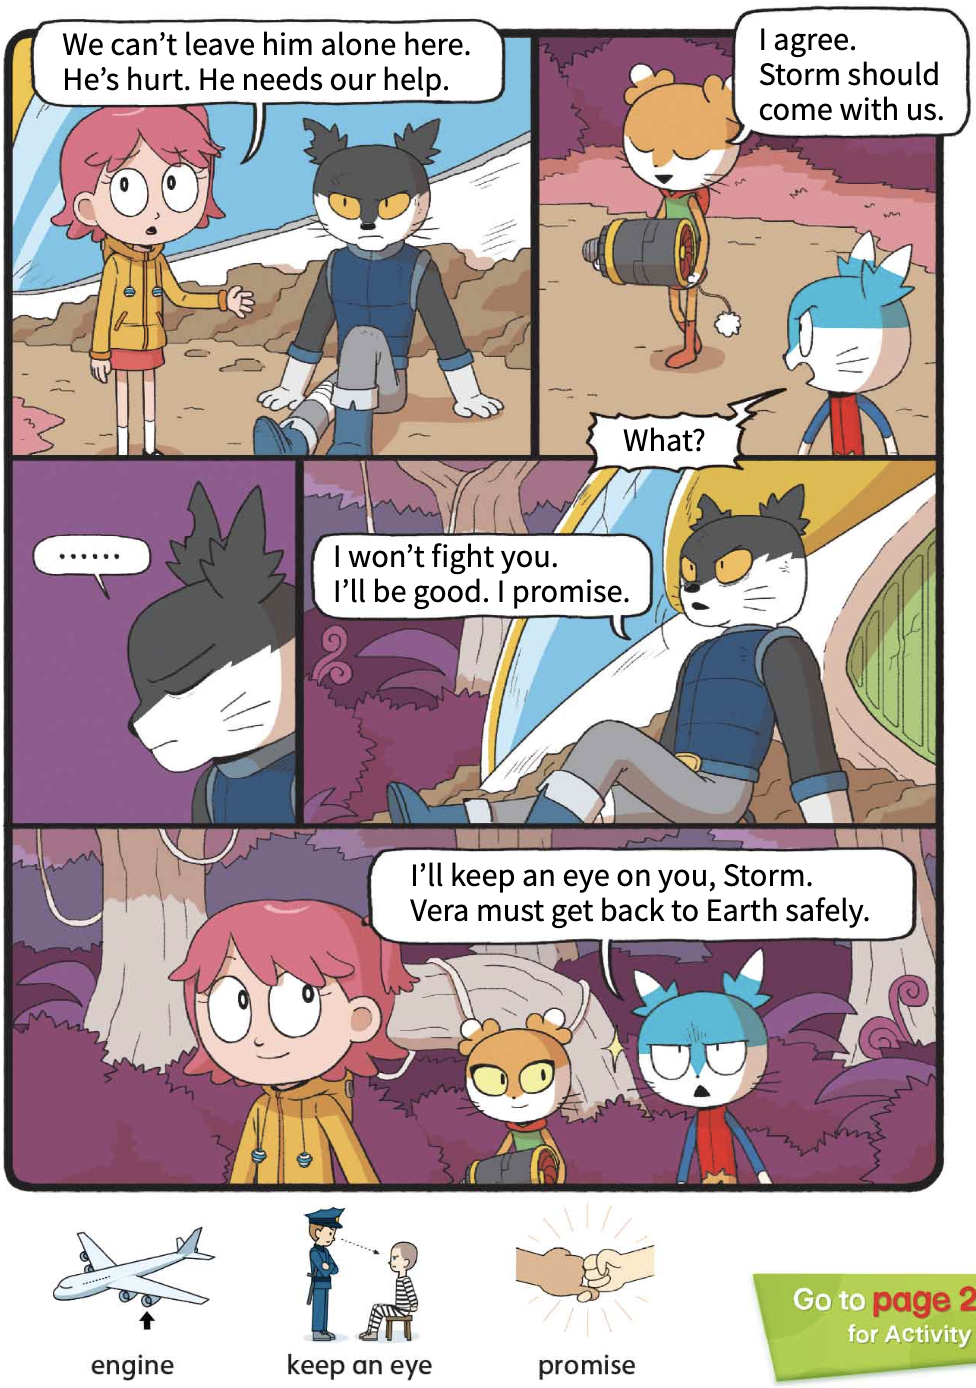 We can't leave him alone here.
He's hurt. He needs our help.
I agree.
Storm should
come with us.
What?
......
I won't fight you.
I'll be good. I promise.
I'll keep an eye on you, Storm.
Vera must get back to Earth safely.
engine
keep an eye
promise
Go to page 2
for Activity